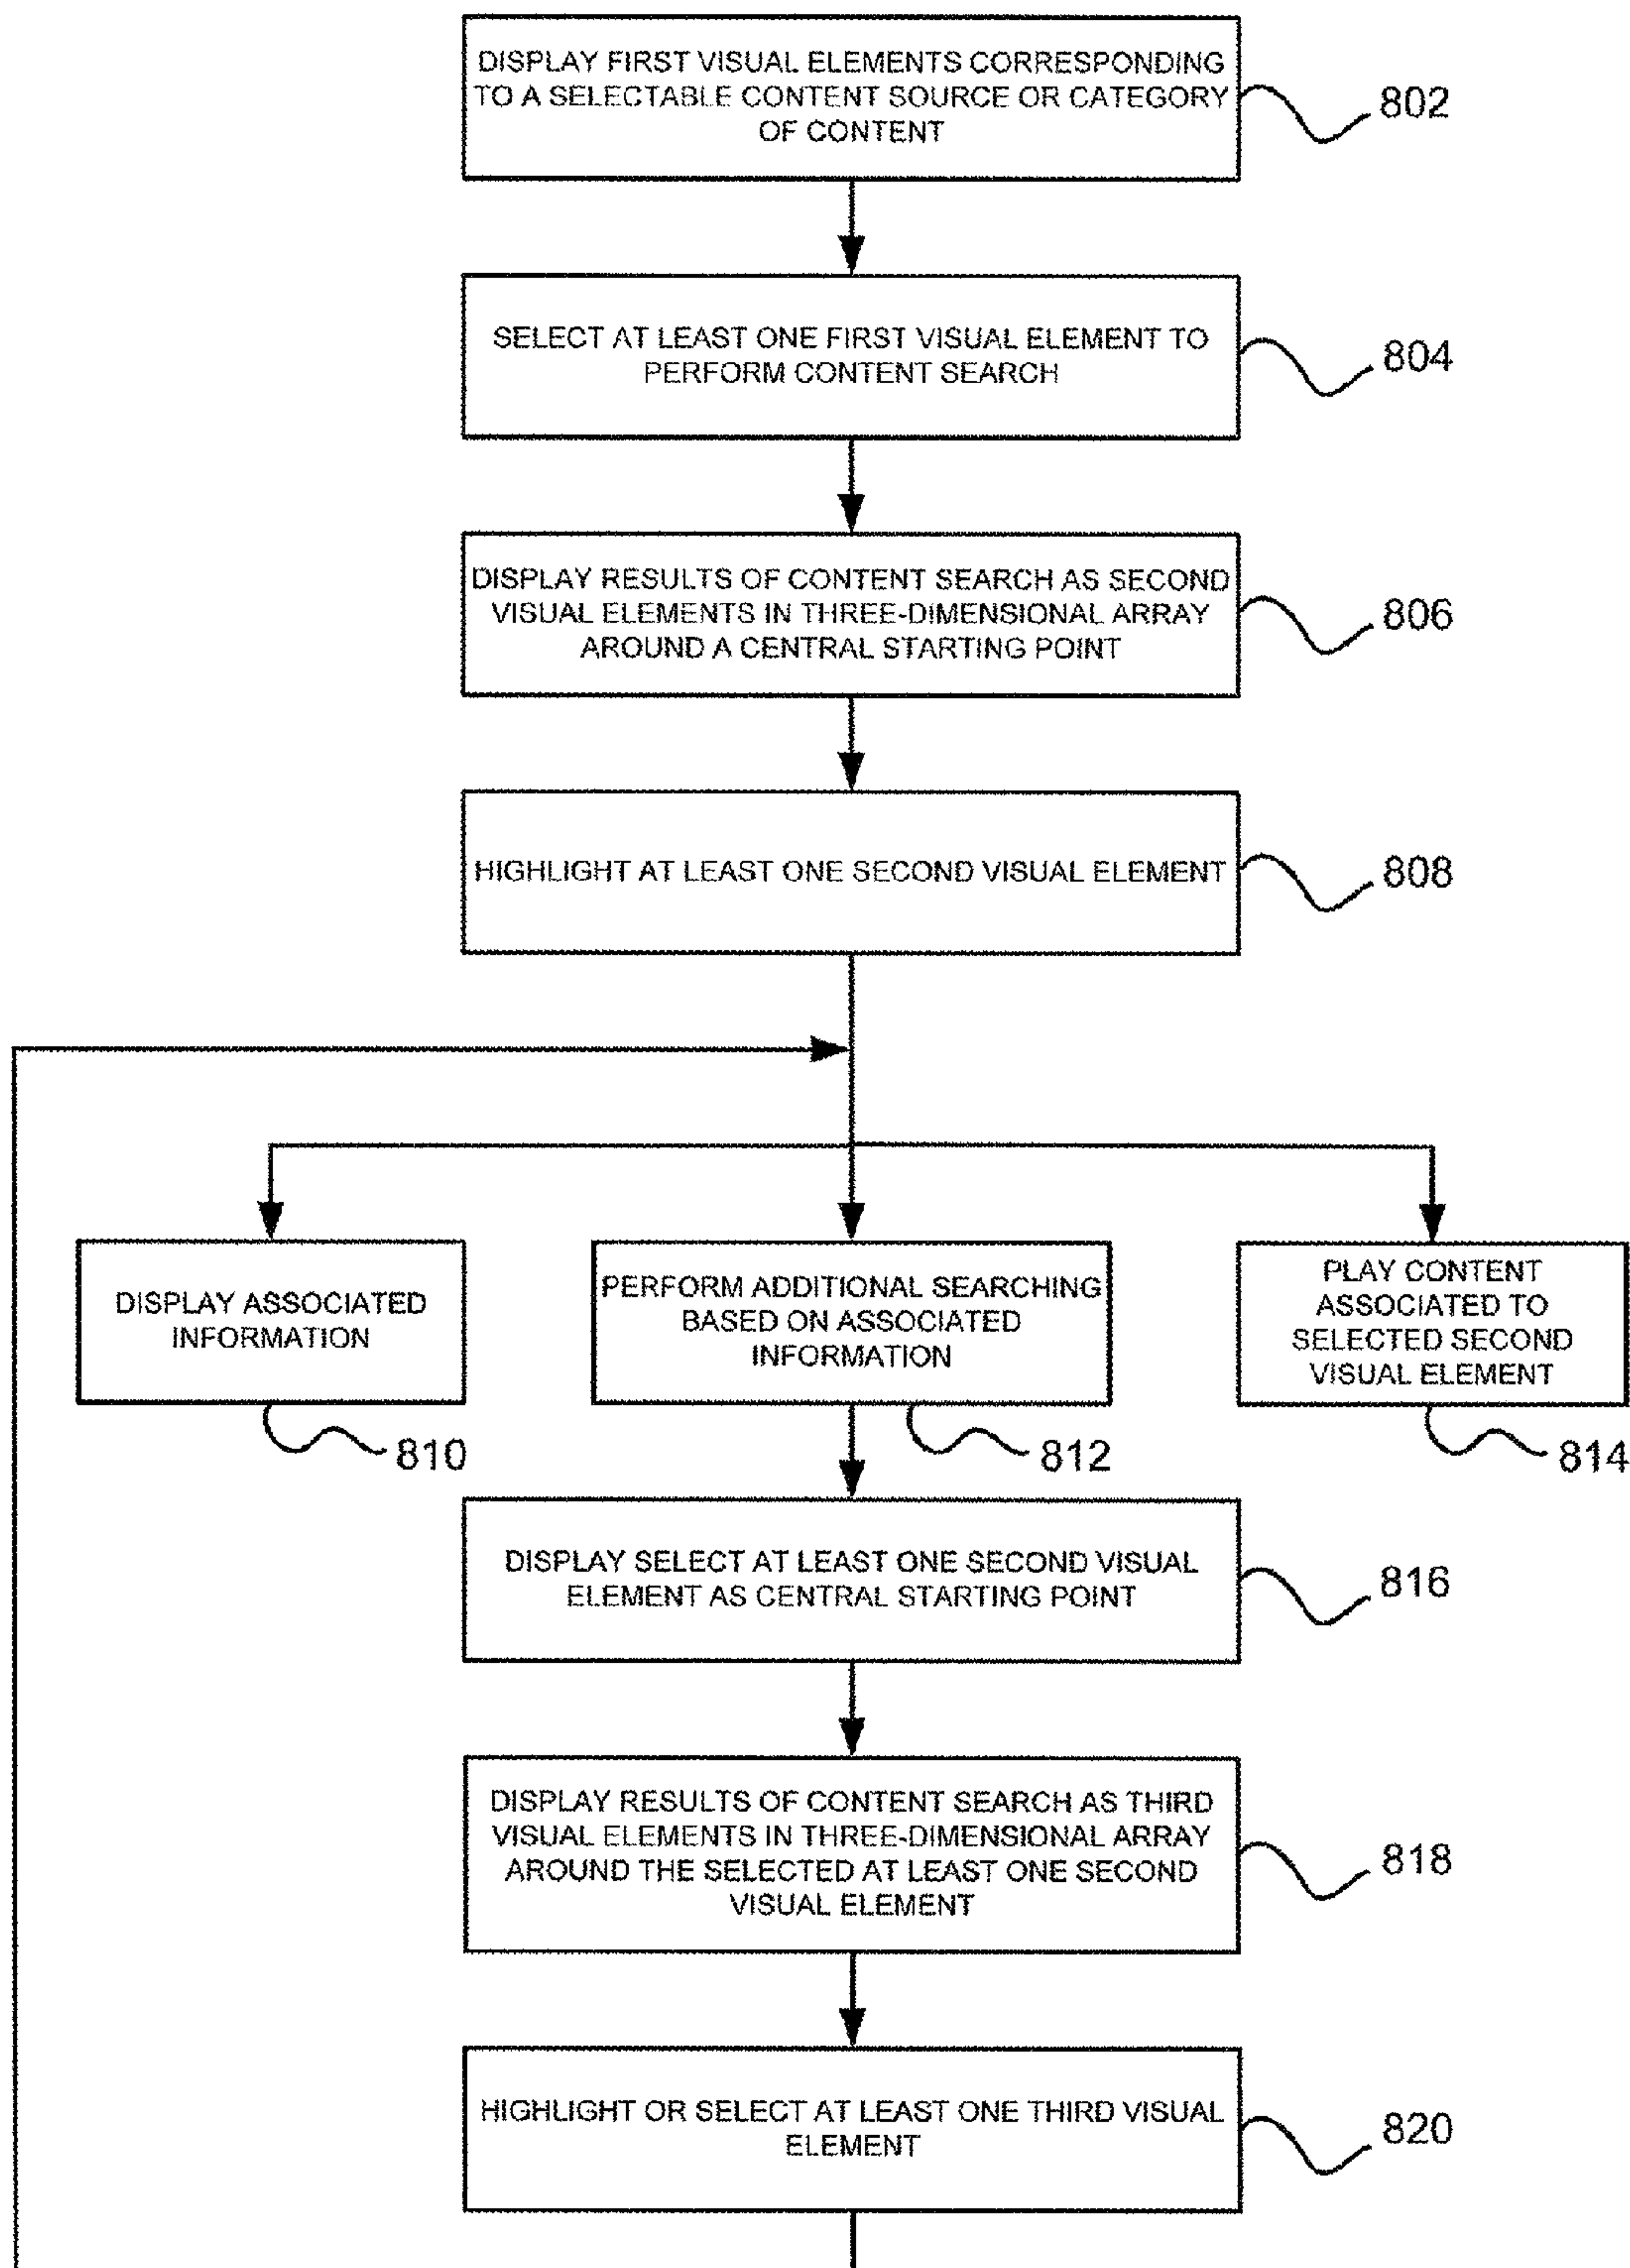 DISPLAY FIRST VISUAL ELEMENTS CORRESPONDING
TO A SELECTABLE CONTENT SOURCE OR CATEGORY
OF CONTENT
802
SELECT AT LEAST ONE FIRST VISUAL ELEMENT TO
PERFORM CONTENT SEARCH
804
DISPLAY RESULTS OF CONTENT SEARCH AS SECOND
VISUAL ELEMENTS IN THREE-DIMENSIONAL ARRAY
AROUND A CENTRAL STARTING POINT
806
HIGHLIGHT AT LEAST ONE SECOND VISUAL ELEMENT
808
DISPLAY ASSOCIATED
INFORMATION
810
PERFORM ADDITIONAL SEARCHING
BASED ON ASSOCIATED
INFORMATION
812
PLAY CONTENT
ASSOCIATED TO
SELECTED SECOND
VISUAL ELEMENT
814
DISPLAY SELECT AT LEAST ONE SECOND VISUAL
ELEMENT AS CENTRAL STARTING POINT
816
DISPLAY RESULTS OF CONTENT SEARCH AS THIRD
VISUAL ELEMENTS IN THREE-DIMENSIONAL ARRAY
AROUND THE SELECTED AT LEAST ONE SECOND
VISUAL ELEMENT
818
HIGHLIGHT OR SELECT AT LEAST ONE THIRD VISUAL
ELEMENT
820